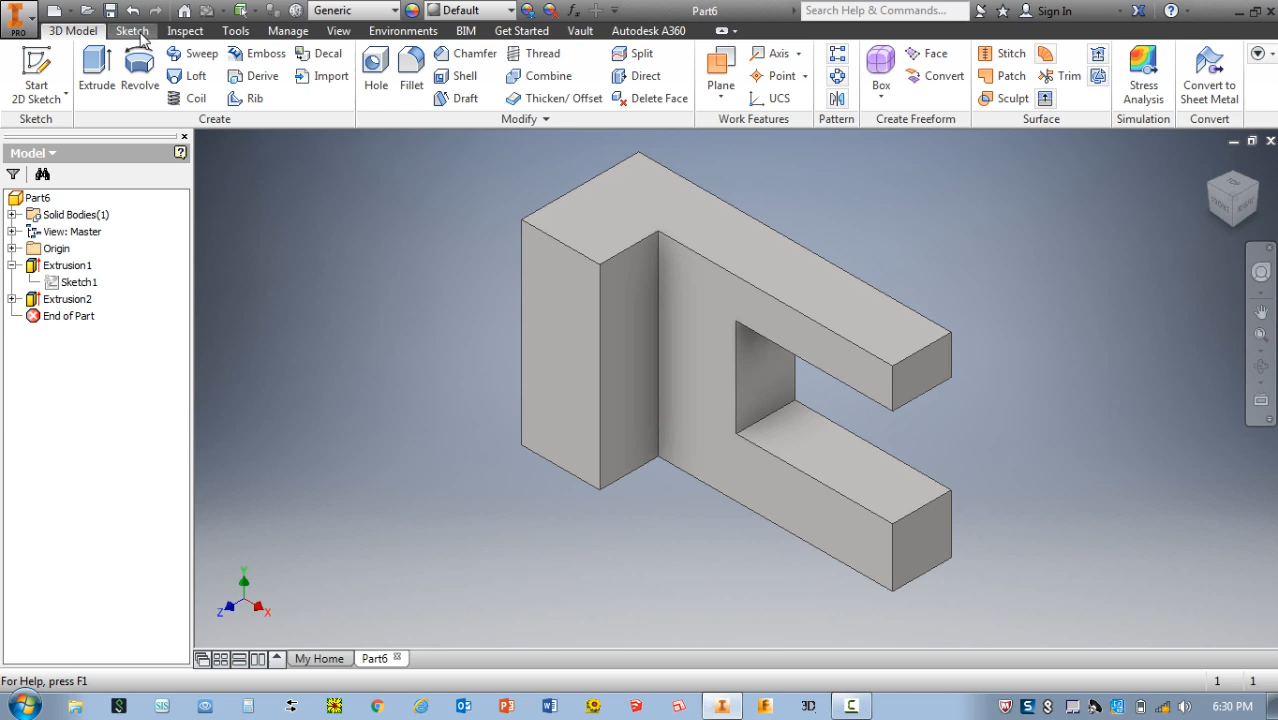 PRO
Generic
Default
Part6
Search Help & Commands...
Sign In
3D Model
Sketch
Inspect
Tools
Manage
View
Environments
BIM
Get Started
Vault
Autodesk A360
Start
2D Sketch
Extrude
Revolve
Sweep
Loft
Coil
Emboss
Derive
Rib
Decal
Import
Hole
Fillet
Chamfer
Shell
Draft
Thread
Combine
Thicken/ Offset
Split
Direct
Delete Face
Plane
Axis
Point
UCS
Box
Face
Convert
Stitch
Patch
Sculpt
Trim
Stress
Analysis
Convert to
Sheet Metal
Sketch
Create
Modify
Work Features
Pattern
Create Freeform
Surface
Simulation
Convert
Model
Part6
Solid Bodies(1)
View: Master
Origin
Extrusion1
Sketch1
Extrusion2
End of Part
TOP
FRONT
RIGHT
Y
Z
X
My Home
Part6
For Help, press F1
1
1
6:30 PM